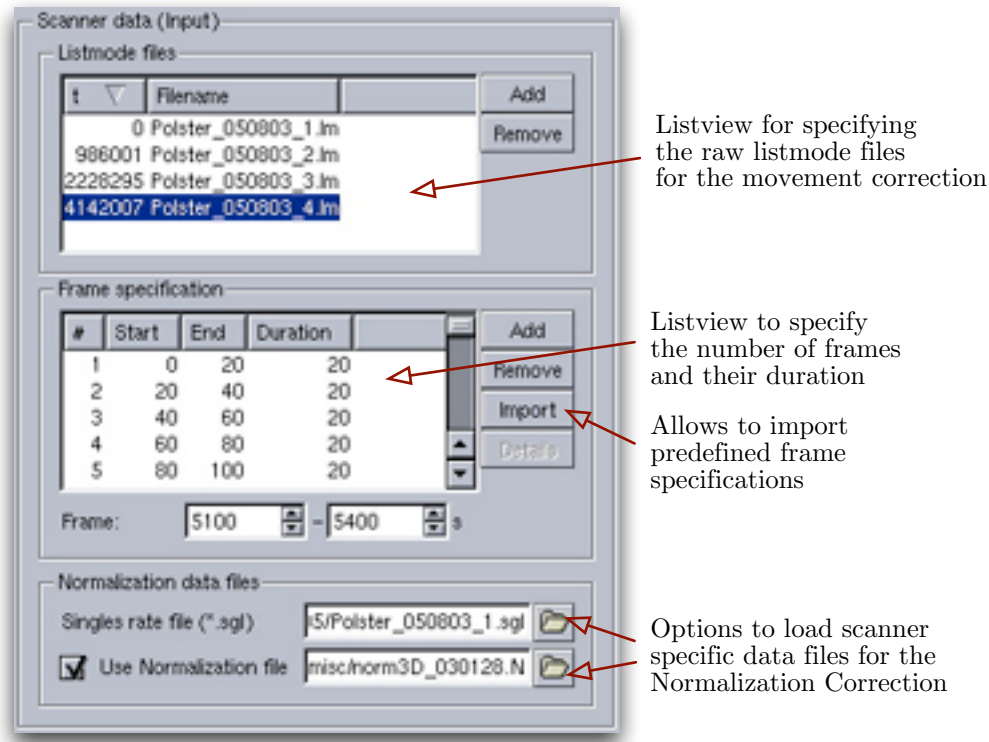 Scanner data (Input)
Listmode files
t Filename
Add
0 Polster_050803_1.lm
Remove
986001 Polster_050803_2.lm
2228295 Polster_050803_3.lm
4142007 Polster_050803_4.lm
Listview for specifying
the raw listmode files
for the movement correction
Frame specification
# Start End Duration
Add
1 0 20 20
Remove
2 20 40 20
3 40 60 20
Import
4 60 80 20
Details
5 80 100 20
Listview to specify
the number of frames
and their duration
Allows to import
predefined frame
specifications
Frame: 5100 – 5400 s
Normalization data files
Singles rate file (*.sgl) I5/Polster_050803_1.sgl
Use Normalization file misc/norm3D_030128.N
Options to load scanner
specific data files for the
Normalization Correction